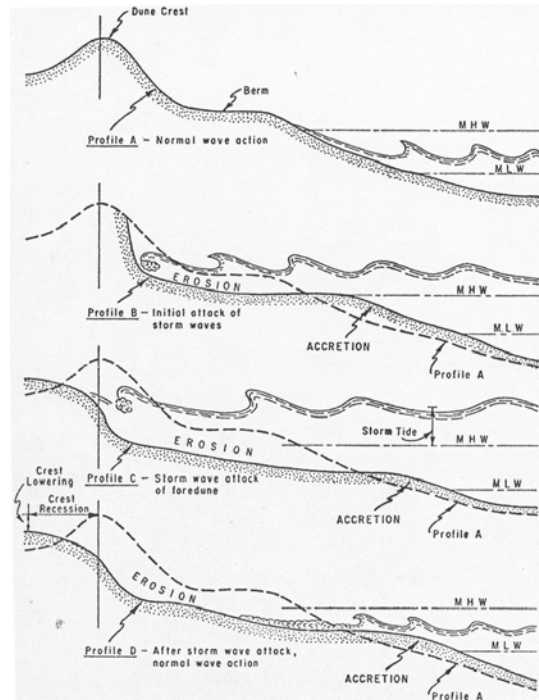 Dune Crest
Berm
MHW
MLW
Profile A – Normal wave action
EROSION
MHW
Profile B – Initial attack of
storm waves
MLW
ACCRETION
Profile A
Storm Tide
EROSION
MHW
Profile C – Storm wave attack
of foredune
MLW
ACCRETION
Profile A
Crest
Lowering
Crest
Recession
EROSION
MHW
Profile D – After storm wave attack,
normal wave action
MLW
ACCRETION
Profile A